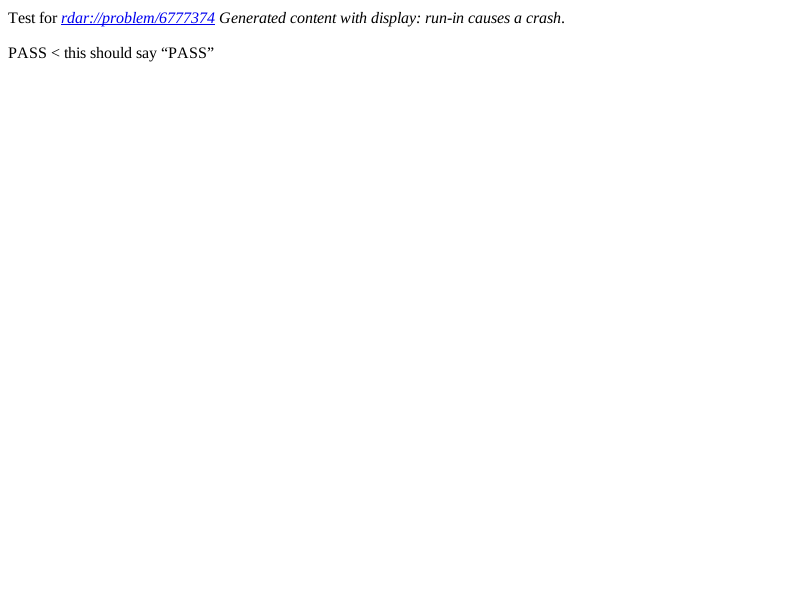 Test for rdar://problem/6777374 Generated content with display: run-in causes a crash.
PASS < this should say “PASS”